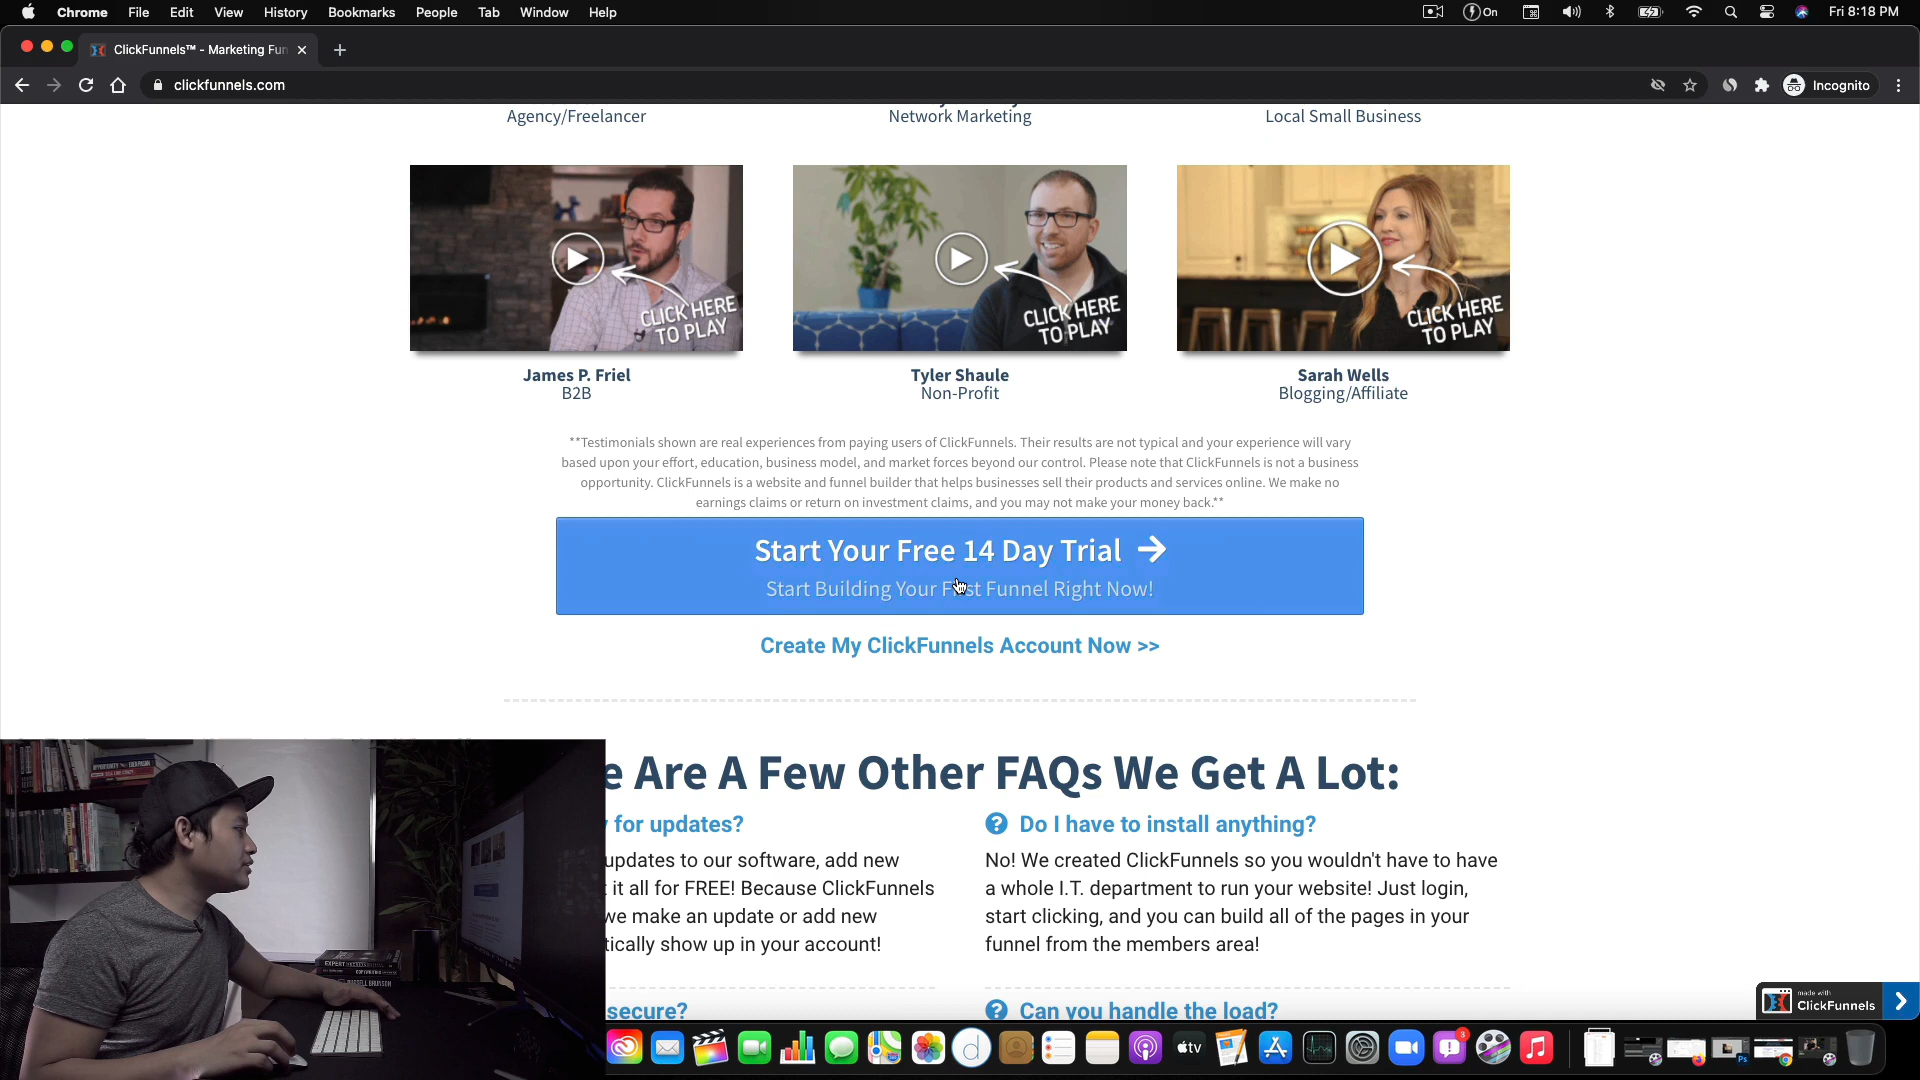 Chrome File Edit View History Bookmarks People Tab Window Help
On
Fri 8:18 PM
ClickFunnels™ - Marketing Fun
clickfunnels.com
Incognito
Agency/Freelancer
Network Marketing
Local Small Business
CLICK HERE
TO PLAY
CLICK HERE
TO PLAY
CLICK HERE
TO PLAY
James P. Friel
B2B
Tyler Shaule
Non-Profit
Sarah Wells
Blogging/Affiliate
**Testimonials shown are real experiences from paying users of ClickFunnels. Their results are not typical and your experience will vary
based upon your effort, education, business model, and market forces beyond our control. Please note that ClickFunnels is not a business
opportunity. ClickFunnels is a website and funnel builder that helps businesses sell their products and services online. We make no
earnings claims or return on investment claims, and you may not make your money back.**
Start Your Free 14 Day Trial
Start Building Your First Funnel Right Now!
Create My ClickFunnels Account Now >>
e Are A Few Other FAQs We Get A Lot:
for updates?
updates to our software, add new
it all for FREE! Because ClickFunnels
we make an update or add new
tically show up in your account!
Do I have to install anything?
No! We created ClickFunnels so you wouldn't have to have
a whole I.T. department to run your website! Just login,
start clicking, and you can build all of the pages in your
funnel from the members area!
secure?
Can you handle the load?
made with
ClickFunnels
EXPERT
COPYWRITING
RUSSELL BRUNSON
tv
3
Ps